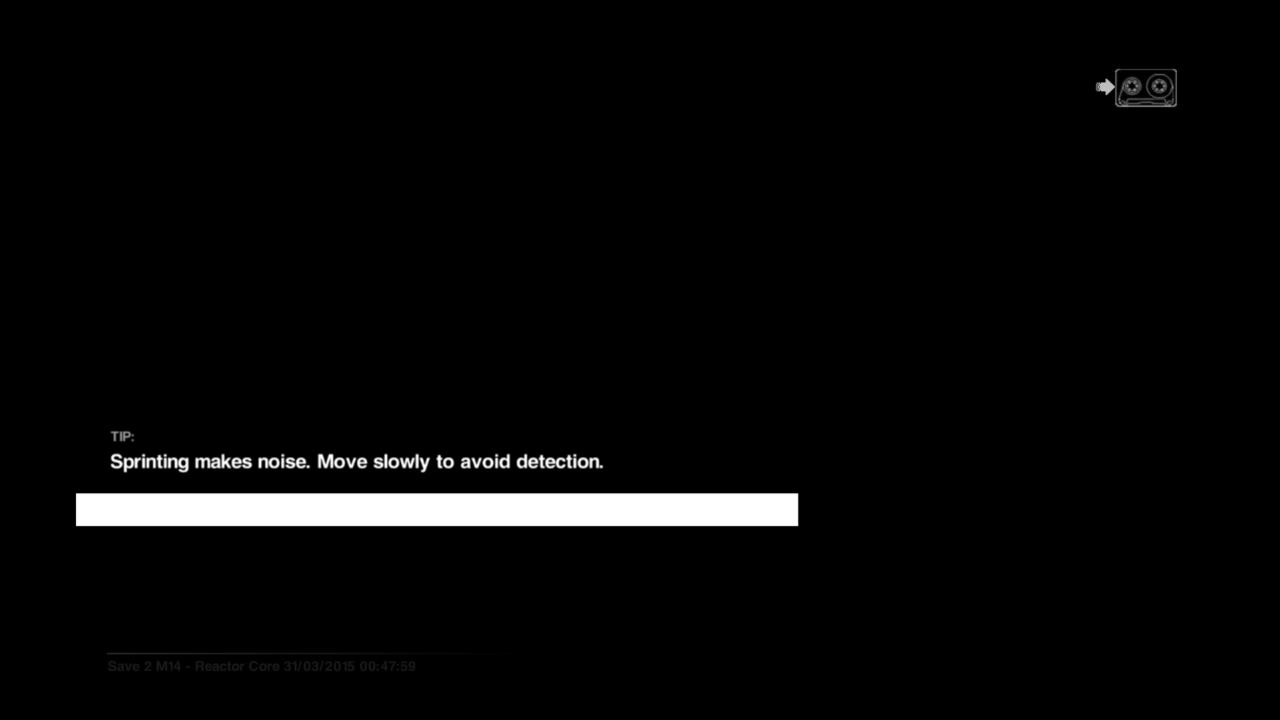 TIP:
Sprinting makes noise. Move slowly to avoid detection.
Save 2 M14 - Reactor Core 31/03/2015 00:47:59